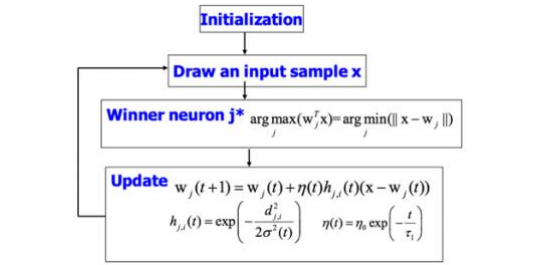 Initialization
Draw an input sample x
Winner neuron j* arg max(w_j^T x)=arg min(|| x – w_j ||)
j j
Update w_j(t+1) = w_j(t)+η(t)h_{j,i}(t)(x – w_j(t))
h_{j,i}(t) = exp(– d_{j,i}^2 / 2σ^2(t)) η(t) = η_0 exp(– t / τ_1)